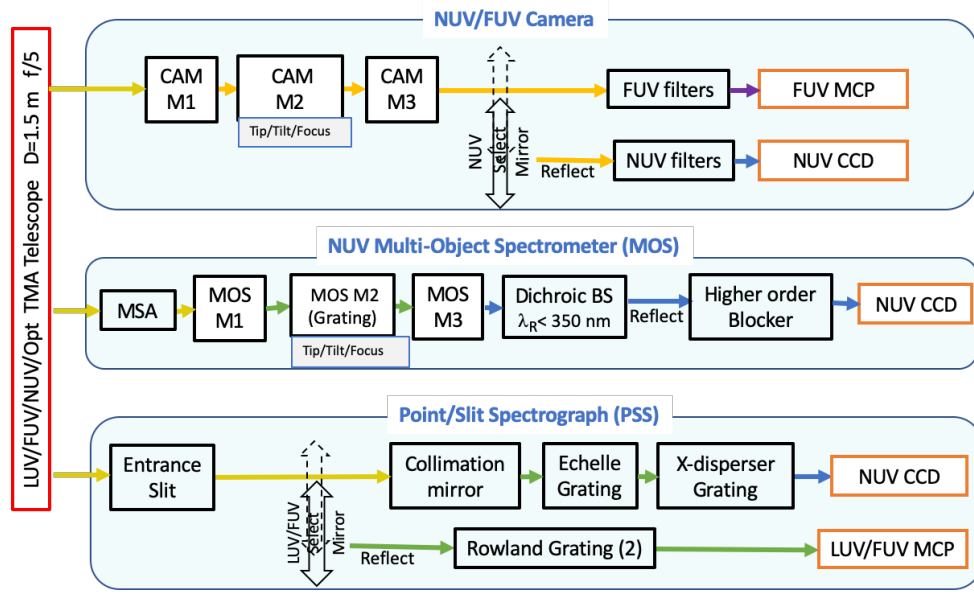 LUV/FUV/NUV/Opt TMA Telescope D=1.5 m f/5
NUV/FUV Camera
CAM
M1
CAM
M2
Tip/Tilt/Focus
CAM
M3
NUV
Select
Mirror
FUV filters
FUV MCP
Reflect
NUV filters
NUV CCD
NUV Multi-Object Spectrometer (MOS)
MSA
MOS
M1
MOS M2
(Grating)
Tip/Tilt/Focus
MOS
M3
Dichroic BS
λR< 350 nm
Reflect
Higher order
Blocker
NUV CCD
Point/Slit Spectrograph (PSS)
Entrance
Slit
LUV/FUV
Select
Mirror
Collimation
mirror
Echelle
Grating
X-disperser
Grating
NUV CCD
Reflect
Rowland Grating (2)
LUV/FUV MCP